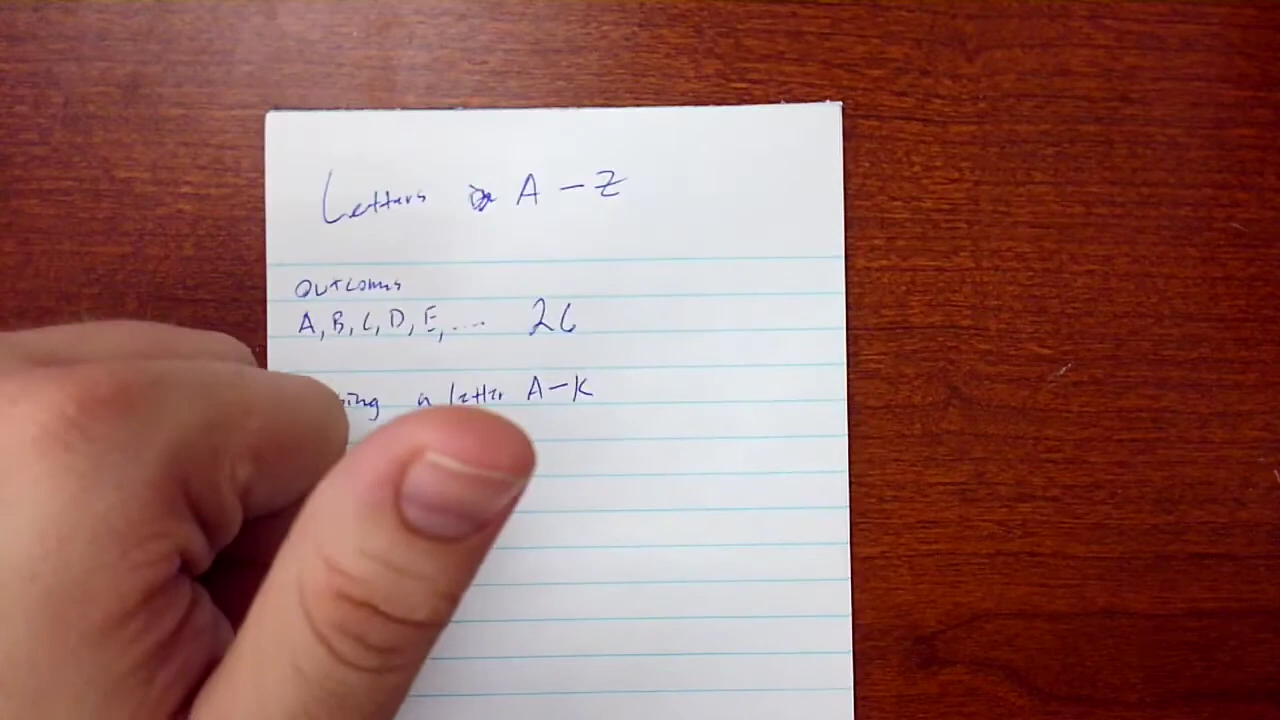 Letters A - Z
Outcomes
A, B, C, D, E, .... 26
a letter A - K